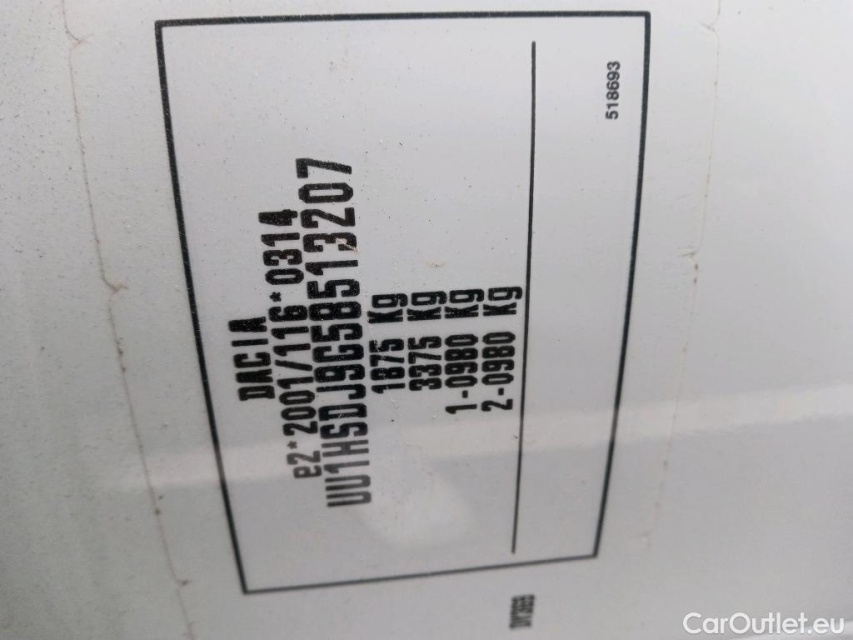 DACIA
e2*2001/116*0314
UU1HSDJ9G58513207
1875 Kg
3375 Kg
1-0980 Kg
2-0980 Kg
518693
CarOutlet.eu